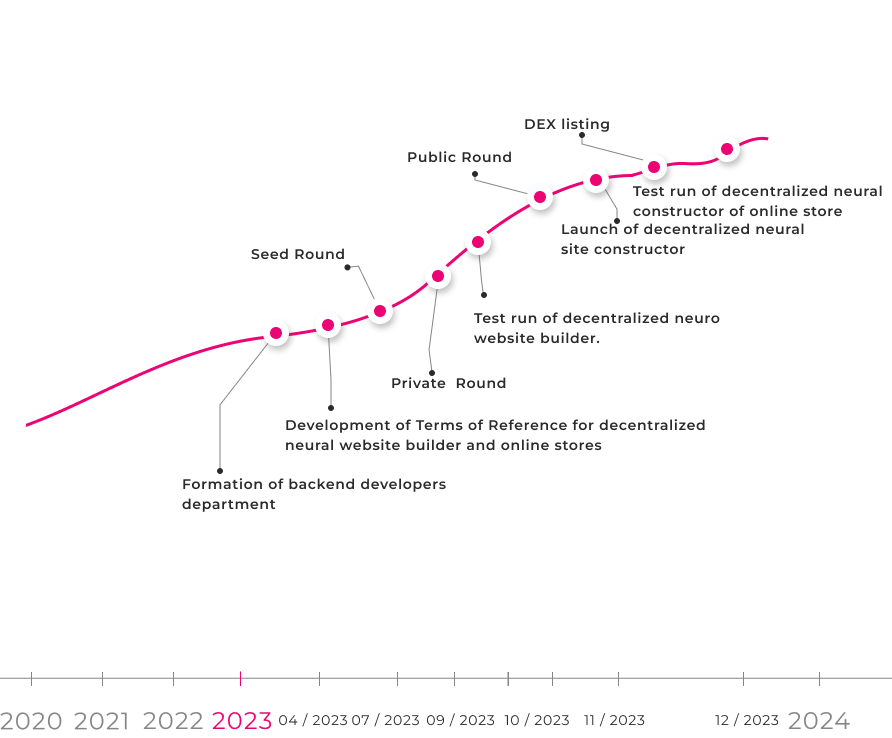 DEX listing
Public Round
Test run of decentralized neural
constructor of online store
Launch of decentralized neural
site constructor
Seed Round
Test run of decentralized neuro
website builder.
Private  Round
Development of Terms of Reference for decentralized
neural website builder and online stores
Formation of backend developers
department
2020 2021 2022 2023 04 / 2023 07 / 2023 09 / 2023 10 / 2023 11 / 2023 12 / 2023 2024